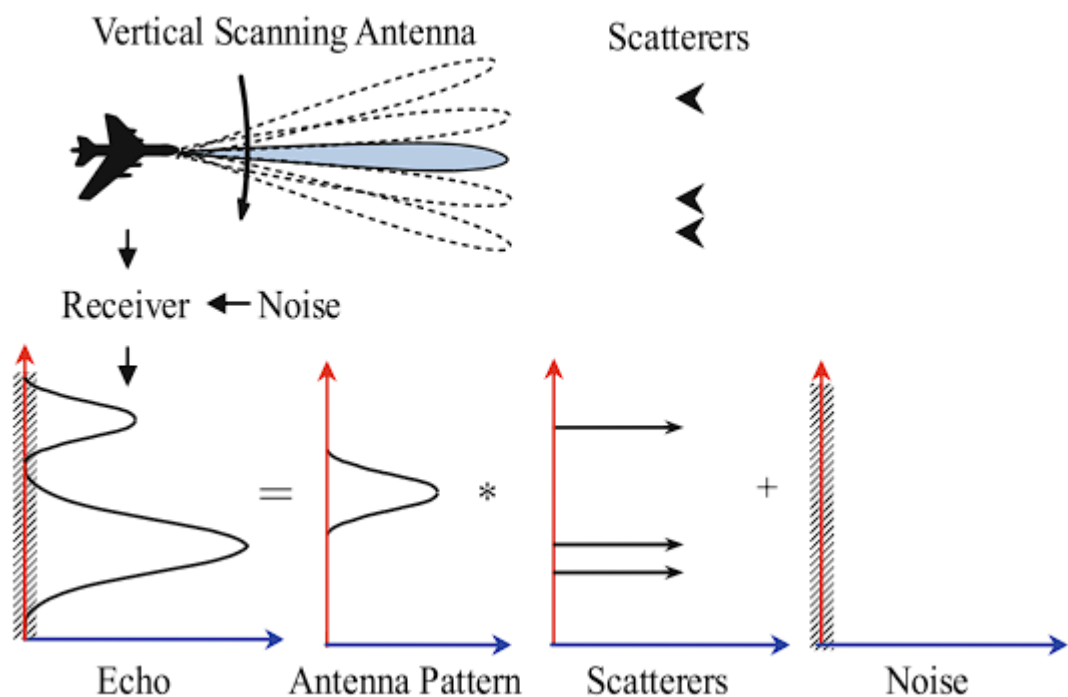 Vertical Scanning Antenna
Scatterers
Receiver
Noise
=
*
+
Echo
Antenna Pattern
Scatterers
Noise